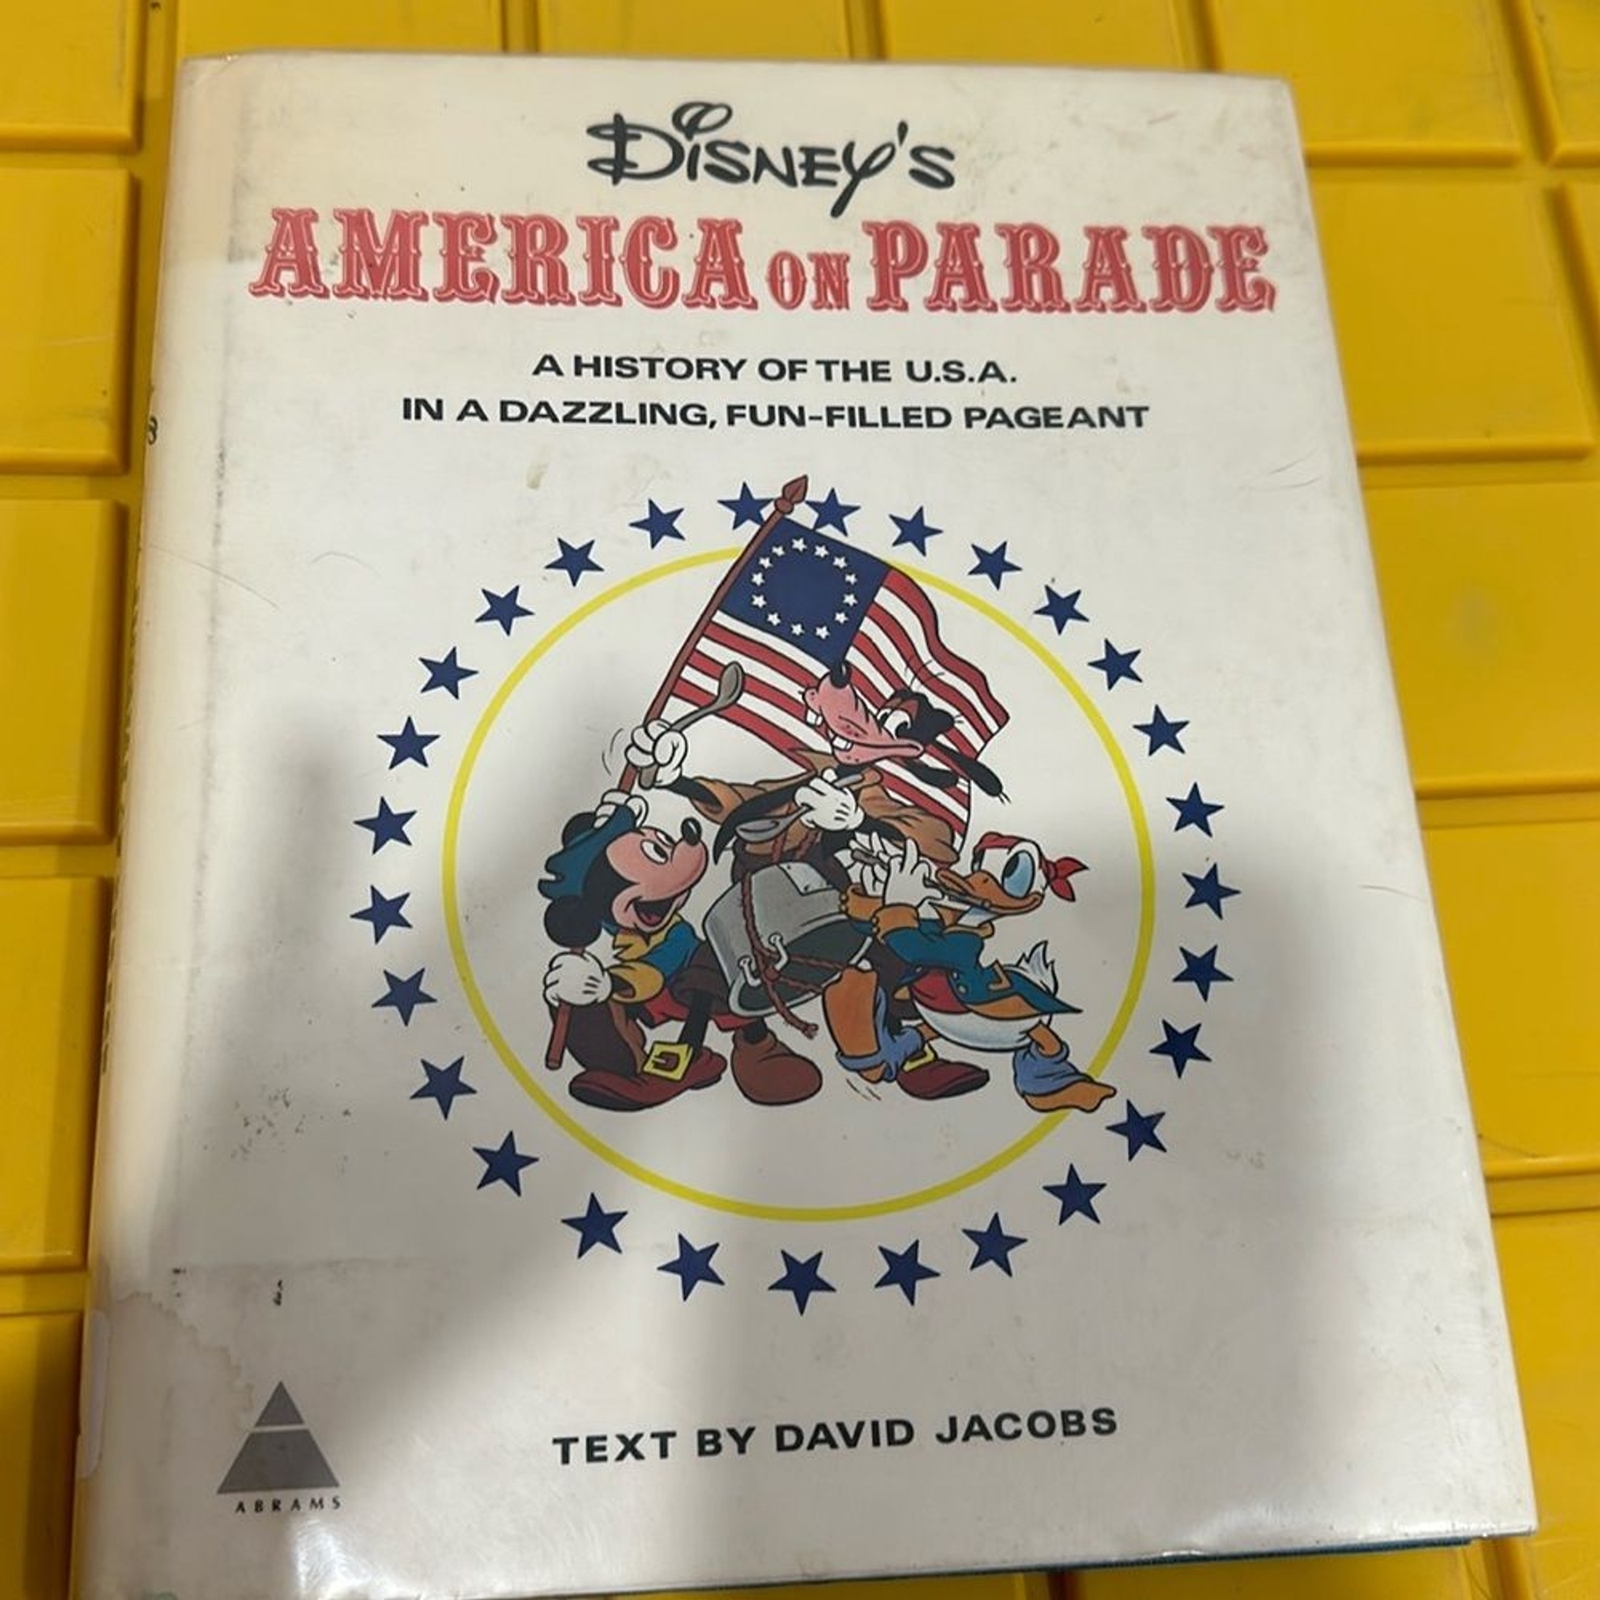 DISNEY'S
AMERICA ON PARADE
A HISTORY OF THE U.S.A.
IN A DAZZLING, FUN-FILLED PAGEANT
TEXT BY DAVID JACOBS
ABRAMS